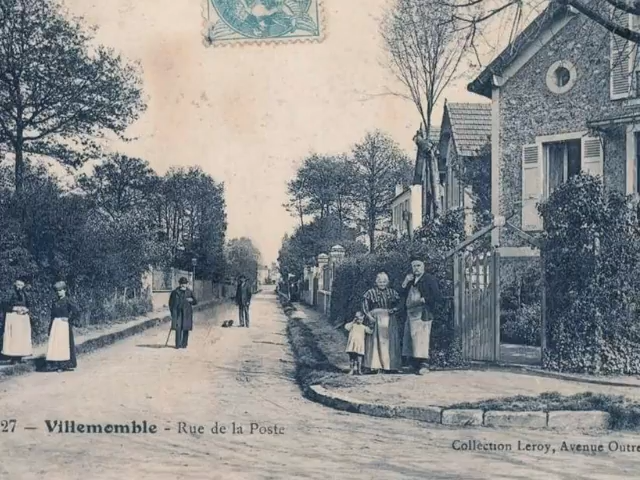 27 — Villemomble - Rue de la Poste
Collection Leroy, Avenue Outre